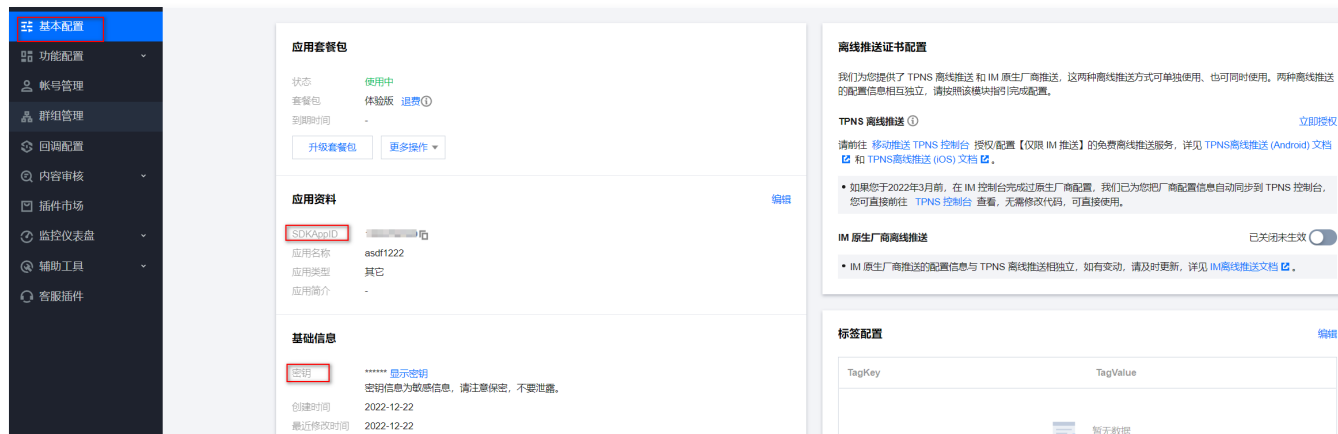 基本配置
功能配置
帐号管理
群组管理
回调配置
内容审核
插件市场
监控仪表盘
辅助工具
客服插件
应用套餐包
状态 使用中
套餐包 体验版 退费
到期时间 -
升级套餐包 更多操作
应用资料 编辑
SDKAppID
应用名称 asdf1222
应用类型 其它
应用简介 -
基础信息
密钥 ****** 显示密钥
密钥信息为敏感信息，请注意保密，不要泄露。
创建时间 2022-12-22
最近修改时间 2022-12-22
离线推送证书配置
我们为您提供了 TPNS 离线推送 和 IM 原生厂商推送，这两种离线推送方式可单独使用、也可同时使用。两种离线推送
的配置信息相互独立，请按照该模块指引完成配置。
TPNS 离线推送 立即授权
请前往 移动推送 TPNS 控制台 授权/配置【仅限 IM 推送】的免费离线推送服务，详见 TPNS离线推送 (Android) 文档
和 TPNS离线推送 (iOS) 文档 。
• 如果您于2022年3月前，在 IM 控制台完成过原生厂商配置，我们已为您把厂商配置信息自动同步到 TPNS 控制台，
您可直接前往 TPNS 控制台 查看，无需修改代码，可直接使用。
IM 原生厂商离线推送 已关闭未生效
• IM 原生厂商推送的配置信息与 TPNS 离线推送相独立，如有变动，请及时更新，详见 IM离线推送文档 。
标签配置 编辑
TagKey TagValue
暂无数据